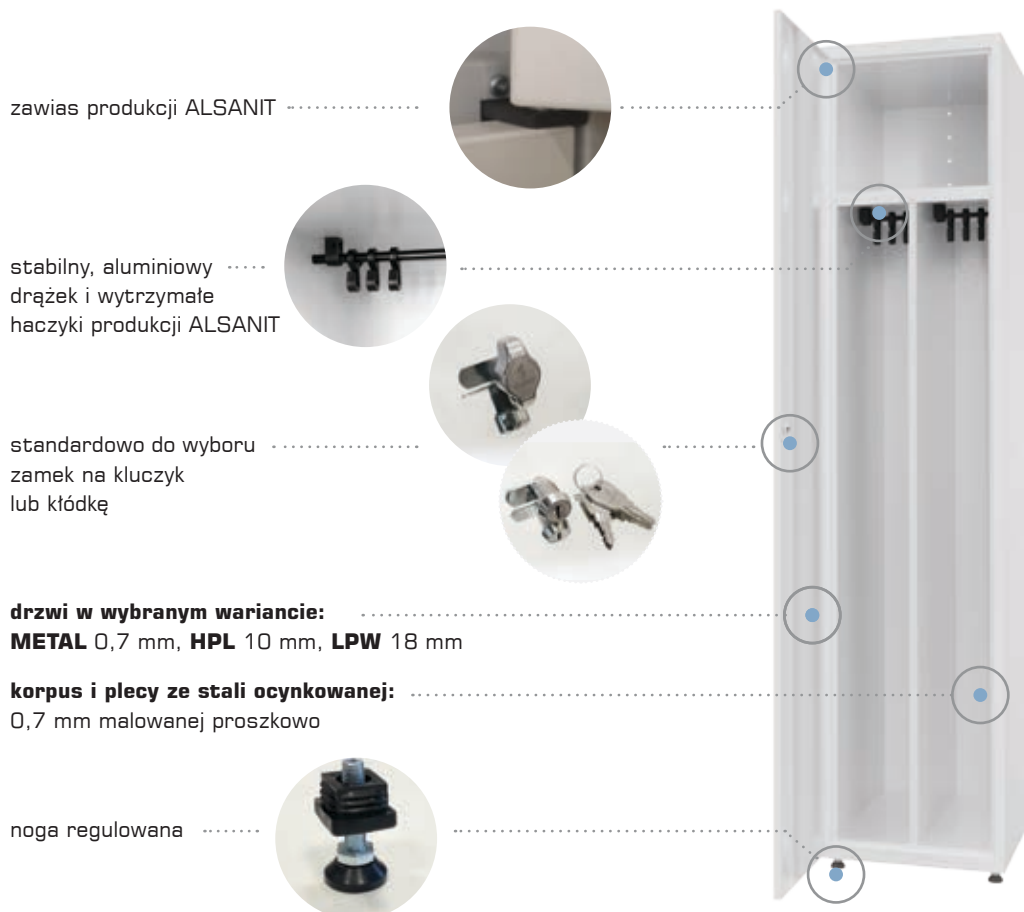 zawias produkcji ALSANIT
stabilny, aluminiowy
drążek i wytrzymałe
haczyki produkcji ALSANIT
standardowo do wyboru
zamek na kluczyk
lub kłódkę
drzwi w wybranym wariancie:
METAL 0,7 mm, HPL 10 mm, LPW 18 mm
korpus i plecy ze stali ocynkowanej:
0,7 mm malowanej proszkowo
noga regulowana